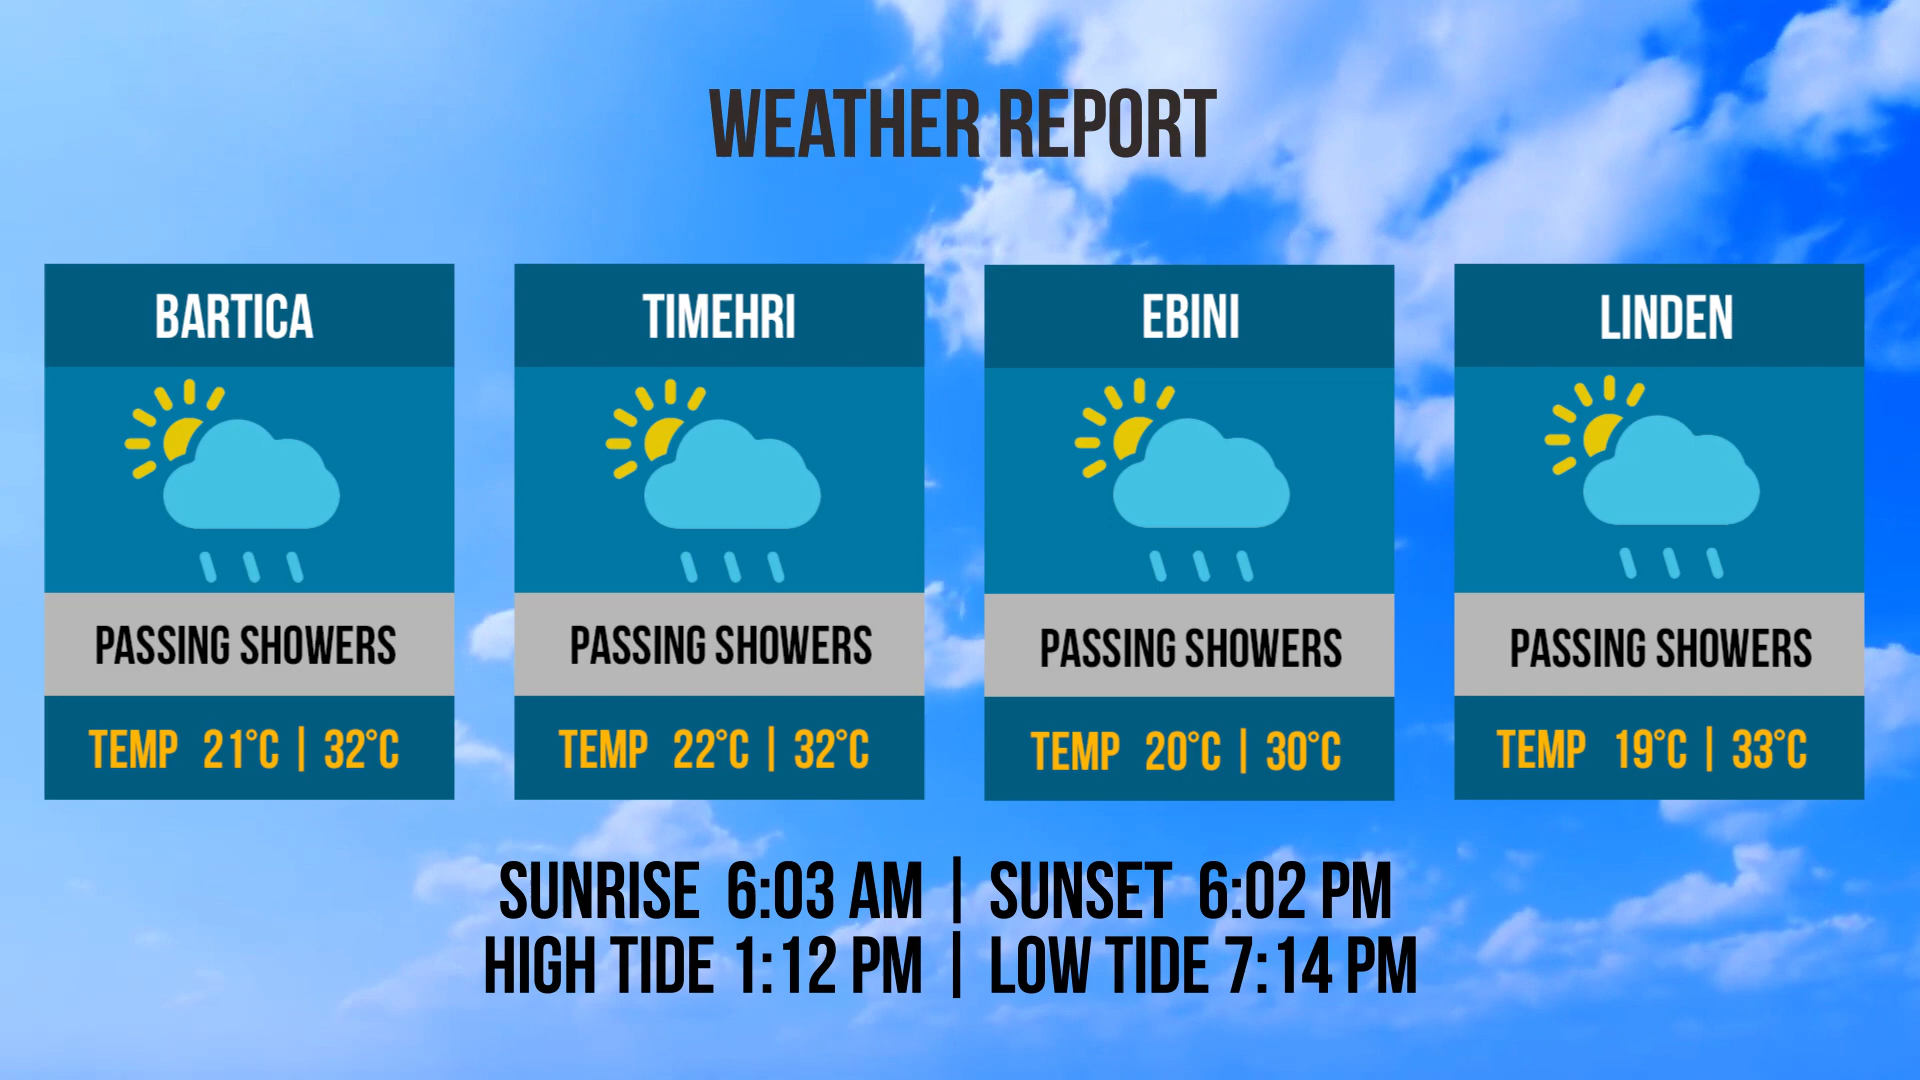 WEATHER REPORT
BARTICA
PASSING SHOWERS
TEMP 21°C | 32°C
TIMEHRI
PASSING SHOWERS
TEMP 22°C | 32°C
EBINI
PASSING SHOWERS
TEMP 20°C | 30°C
LINDEN
PASSING SHOWERS
TEMP 19°C | 33°C
SUNRISE 6:03 AM | SUNSET 6:02 PM
HIGH TIDE 1:12 PM | LOW TIDE 7:14 PM